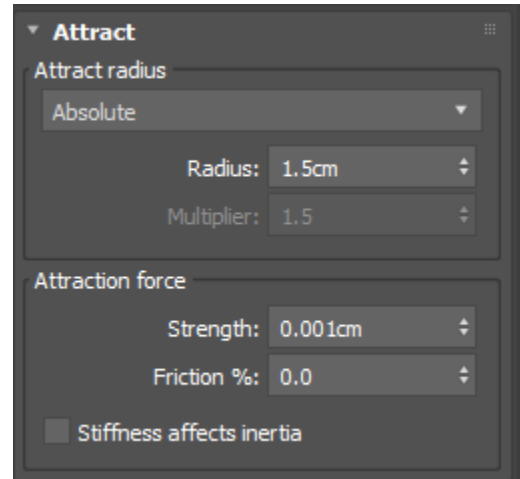 Attract
Attract radius
Absolute
Radius: 1.5cm
Multiplier: 1.5
Attraction force
Strength: 0.001cm
Friction %: 0.0
Stiffness affects inertia